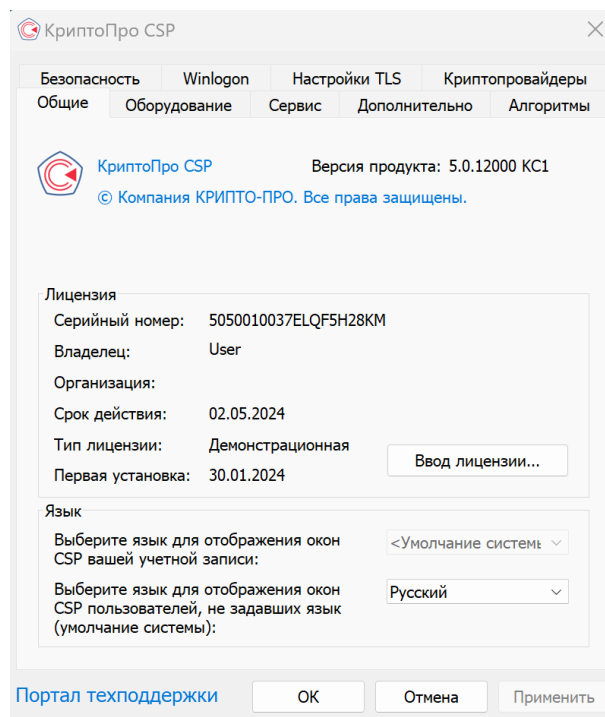 КриптоПро CSP
Безопасность Winlogon Настройки TLS Криптопровайдеры
Общие Оборудование Сервис Дополнительно Алгоритмы
КриптоПро CSP Версия продукта: 5.0.12000 КС1
© Компания КРИПТО-ПРО. Все права защищены.
Лицензия
Серийный номер: 5050010037ELQF5H28KM
Владелец: User
Организация:
Срок действия: 02.05.2024
Тип лицензии: Демонстрационная
Ввод лицензии...
Первая установка: 30.01.2024
Язык
Выберите язык для отображения окон
CSP вашей учетной записи:
<Умолчание системы
Выберите язык для отображения окон
CSP пользователей, не задавших язык
(умолчание системы):
Русский
Портал техподдержки ОК Отмена Применить